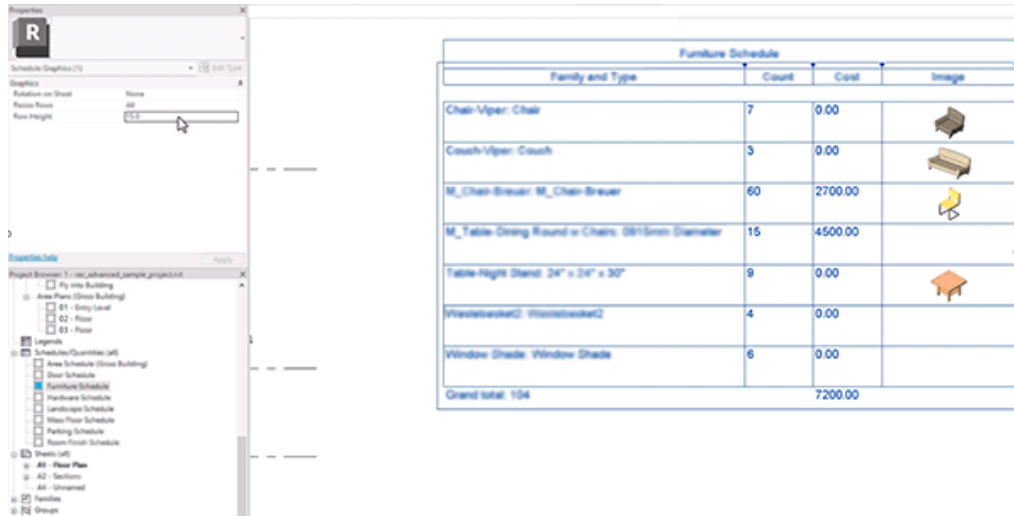 Properties
R
Schedule Graphics (1)
Edit Type
Graphics
Rotation on Sheet None
Resize Rows All
Row Height 15.0
Properties help
Apply
Project Browser: 1 - rac_advanced_sample_project.rvt
Fly into Building
Area Plans (Gross Building)
01 - Entry Level
02 - Floor
03 - Floor
Legends
Schedules/Quantities (all)
Area Schedule (Gross Building)
Door Schedule
Furniture Schedule
Hardware Schedule
Landscape Schedule
Mass Floor Schedule
Parking Schedule
Room Finish Schedule
Sheets (all)
A1 - Floor Plan
A2 - Sections
All - Unnamed
Families
Groups
Furniture Schedule
Family and Type Count Cost Image
Chair-Viper: Chair 7 0.00
Couch-Viper: Couch 3 0.00
M_Chair-Breuer: M_Chair-Breuer 60 2700.00
M_Table-Dining Round w Chairs: 0915mm Diameter 15 4500.00
Table-Night Stand: 24" x 24" x 30" 9 0.00
Wastebasket2: Wastebasket2 4 0.00
Window Shade: Window Shade 6 0.00
Grand total: 104 7200.00